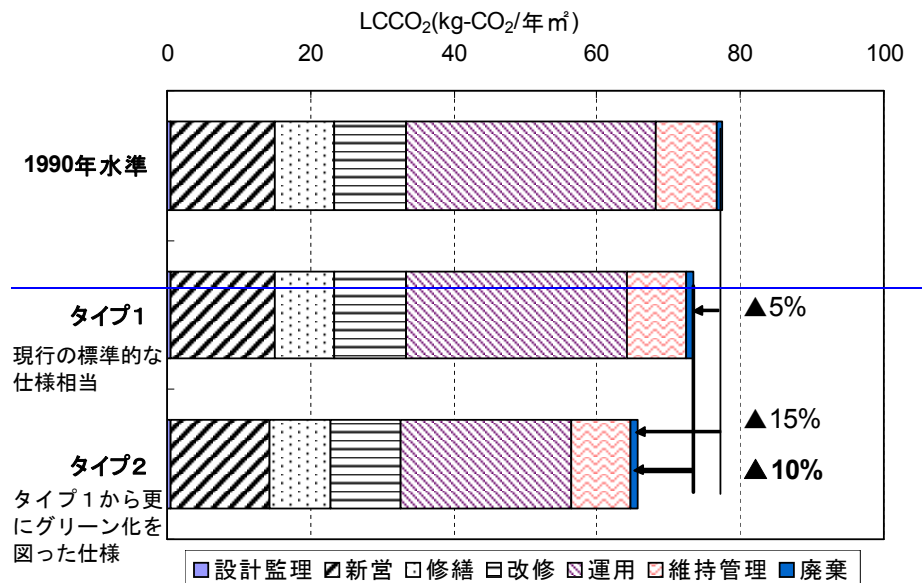 LCCO₂(kg-CO₂/年㎡)
0 20 40 60 80 100
1990年水準
タイプ1
現行の標準的な
仕様相当
▲5%
タイプ2
タイプ1から更
にグリーン化を
図った仕様
▲15%
▲10%
設計監理 新営 修繕 改修 運用 維持管理 廃棄